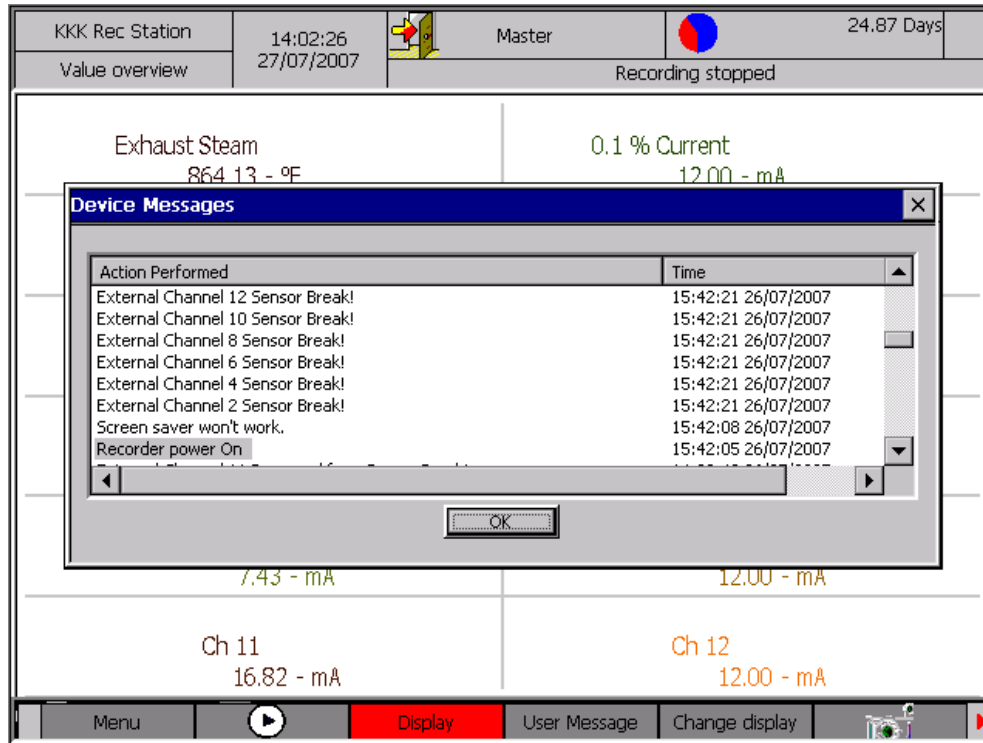 KKK Rec Station
14:02:26
27/07/2007
Master
24.87 Days
Value overview
Recording stopped
Exhaust Steam
864.13 - ºF
0.1 % Current
12.00 - mA
Device Messages
Action Performed Time
External Channel 12 Sensor Break! 15:42:21 26/07/2007
External Channel 10 Sensor Break! 15:42:21 26/07/2007
External Channel 8 Sensor Break! 15:42:21 26/07/2007
External Channel 6 Sensor Break! 15:42:21 26/07/2007
External Channel 4 Sensor Break! 15:42:21 26/07/2007
External Channel 2 Sensor Break! 15:42:21 26/07/2007
Screen saver won't work. 15:42:08 26/07/2007
Recorder power On 15:42:05 26/07/2007
OK
7.43 - mA
12.00 - mA
Ch 11
16.82 - mA
Ch 12
12.00 - mA
Menu
Display
User Message
Change display